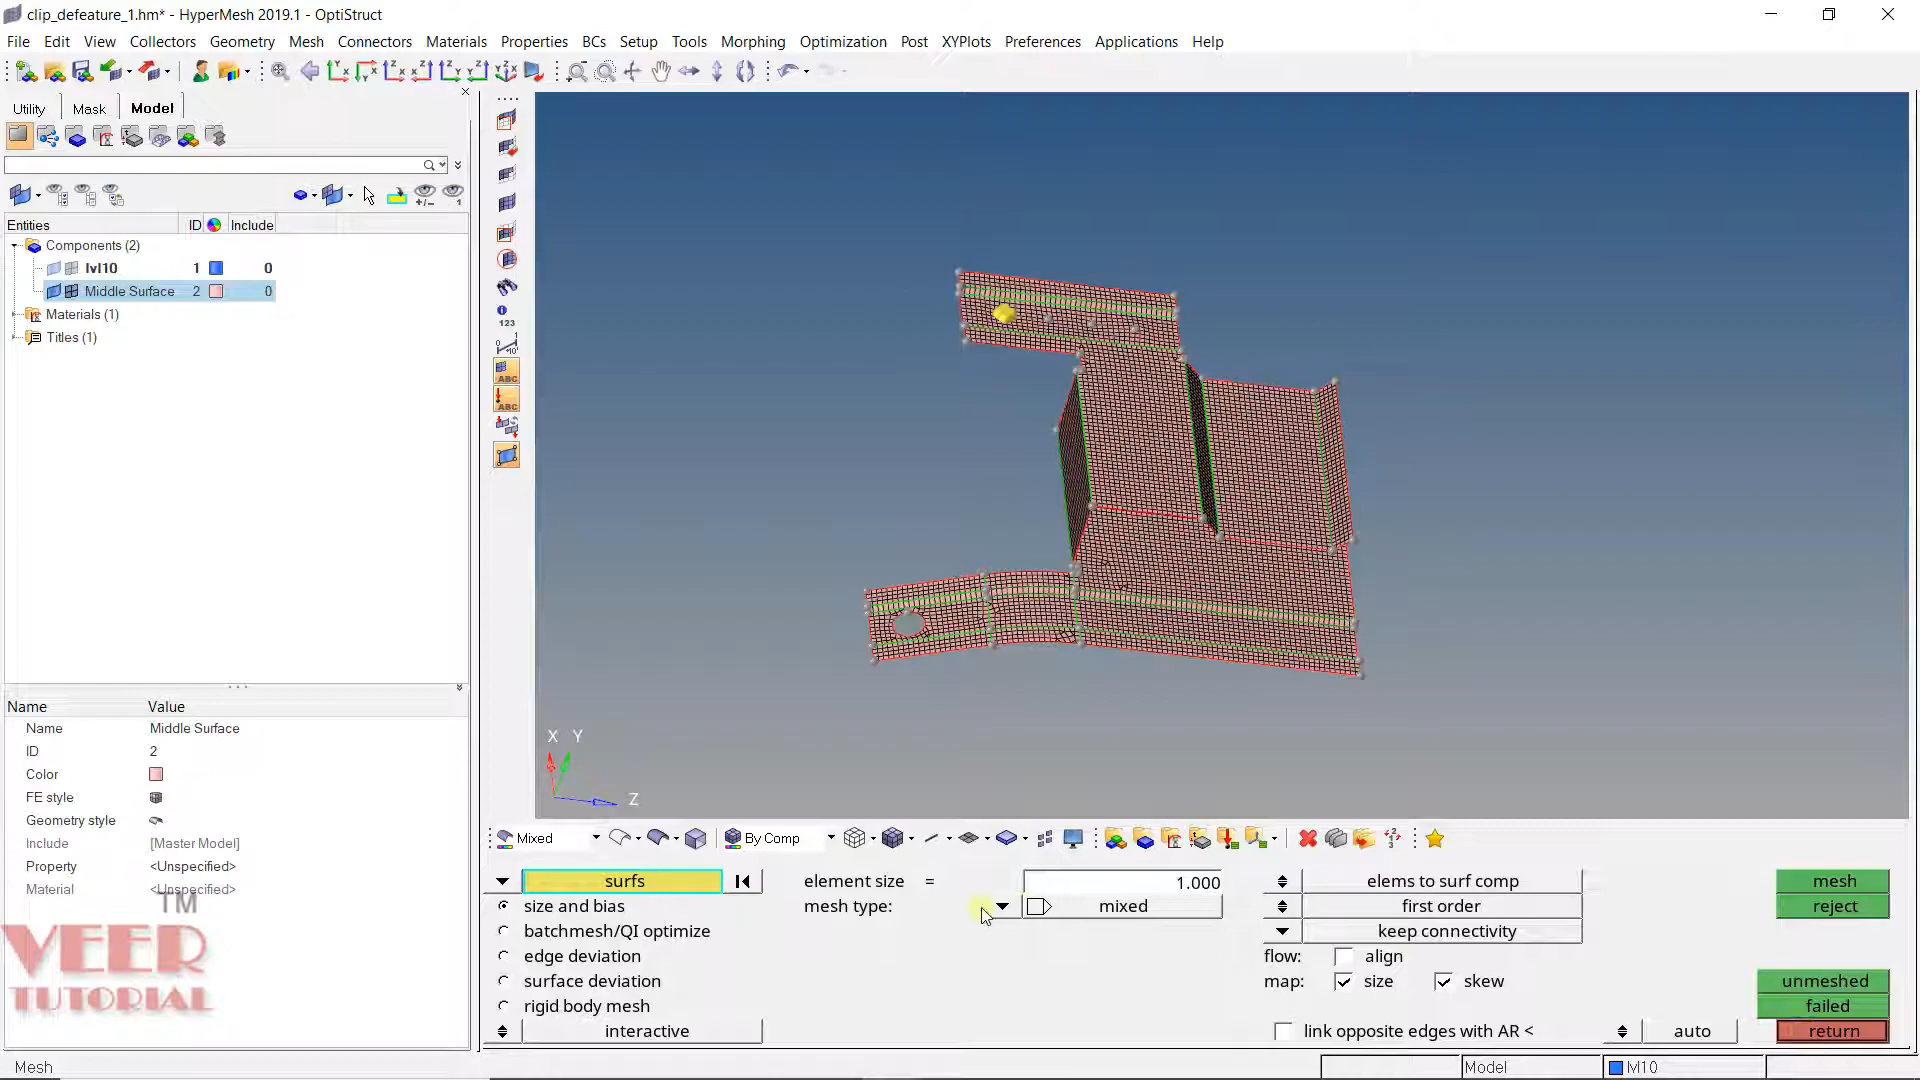 clip_defeature_1.hm* - HyperMesh 2019.1 - OptiStruct
File Edit View Collectors Geometry Mesh Connectors Materials Properties BCs Setup Tools Morphing Optimization Post XYPlots Preferences Applications Help
Utility Mask Model
Entities ID Include
Components (2)
lvl10 1 0
Middle Surface 2 0
Materials (1)
Titles (1)
123
ABC
ABC
Name Value
Name Middle Surface
ID 2
Color
FE style
Geometry style
Include [Master Model]
Property <Unspecified>
Material <Unspecified>
TM
VEER
TUTORIAL
X Y
Z
Mixed By Comp
surfs element size = 1.000 elems to surf comp mesh
size and bias mesh type: mixed first order reject
batchmesh/QI optimize keep connectivity
edge deviation flow: align
surface deviation map: size skew unmeshed
rigid body mesh failed
interactive link opposite edges with AR < auto return
Mesh Model lvl10